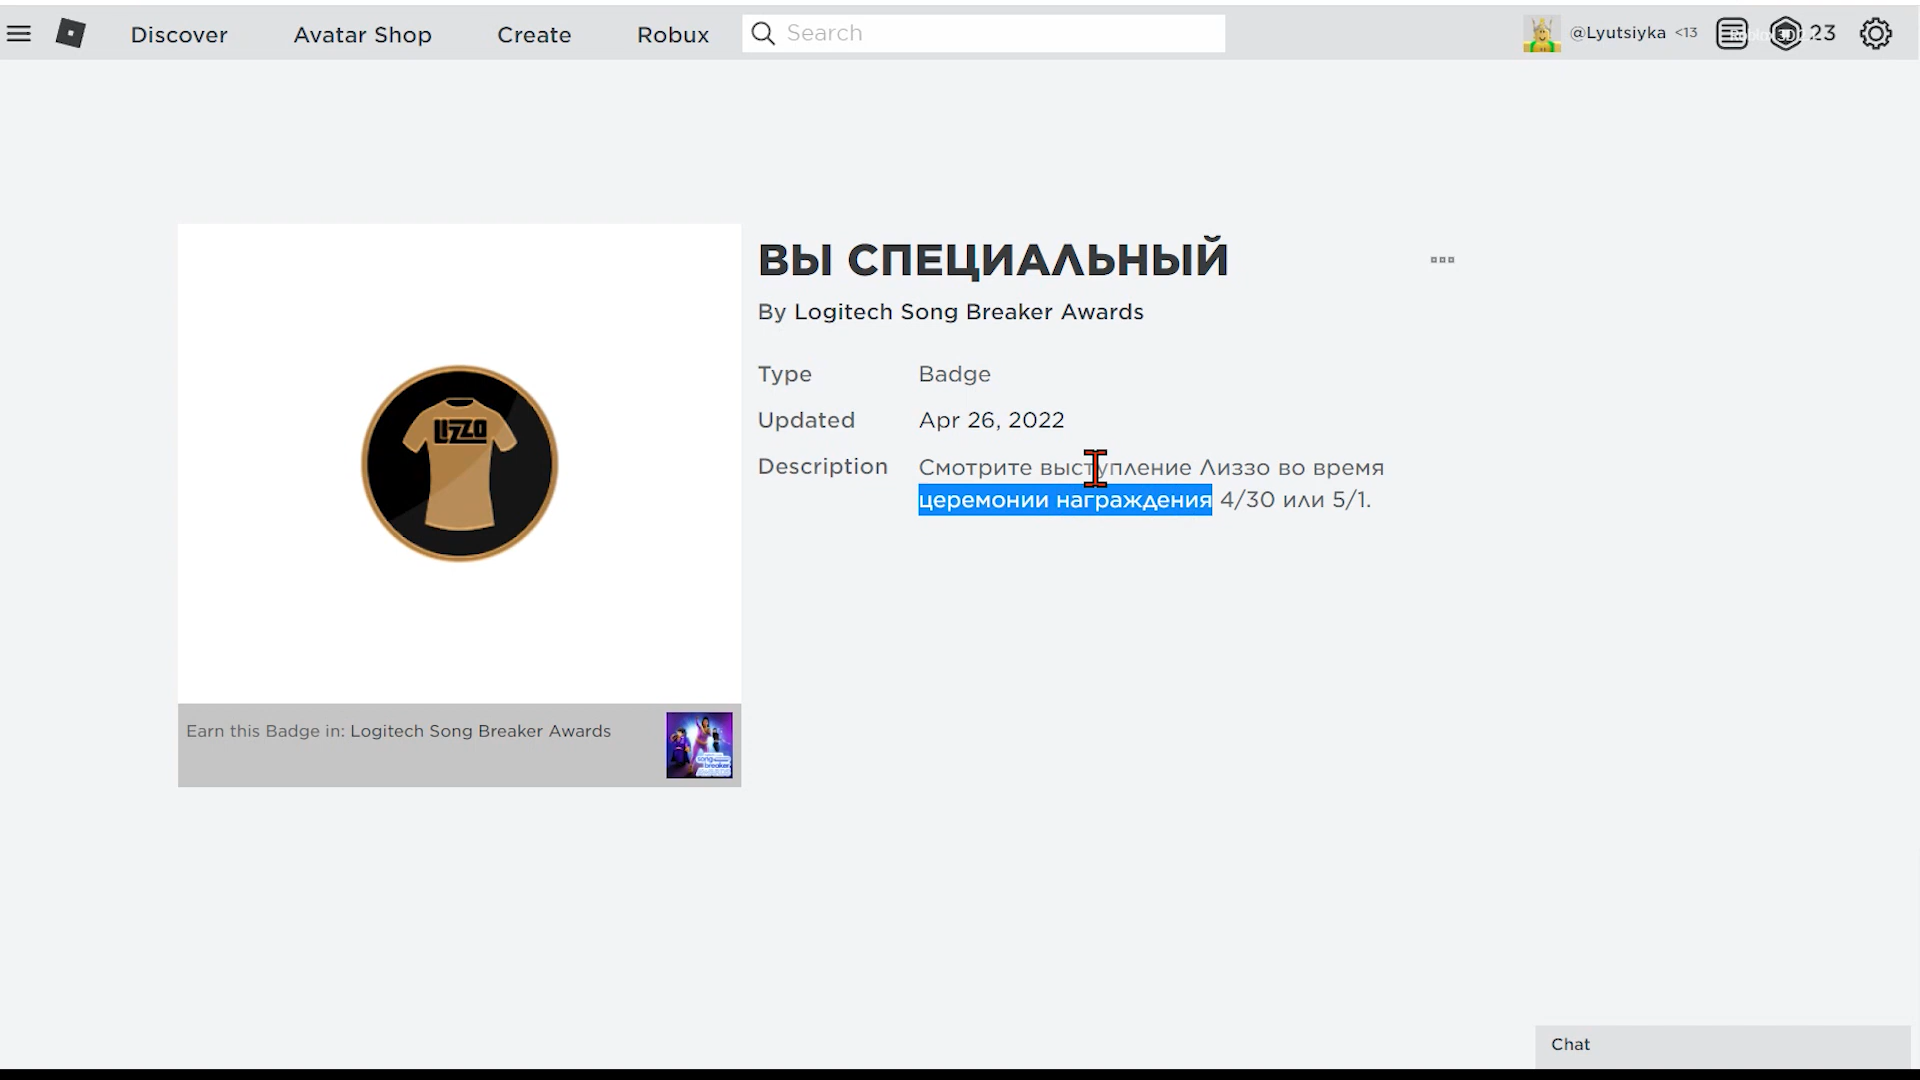 Discover
Avatar Shop
Create
Robux
Search
@Lyutsiyka <13
23
ВЫ СПЕЦИАЛЬНЫЙ
By Logitech Song Breaker Awards
Type Badge
Updated Apr 26, 2022
Description Смотрите выступление Лиззо во время
церемонии награждения 4/30 или 5/1.
LIZZO
Earn this Badge in: Logitech Song Breaker Awards
song
breaker
Chat